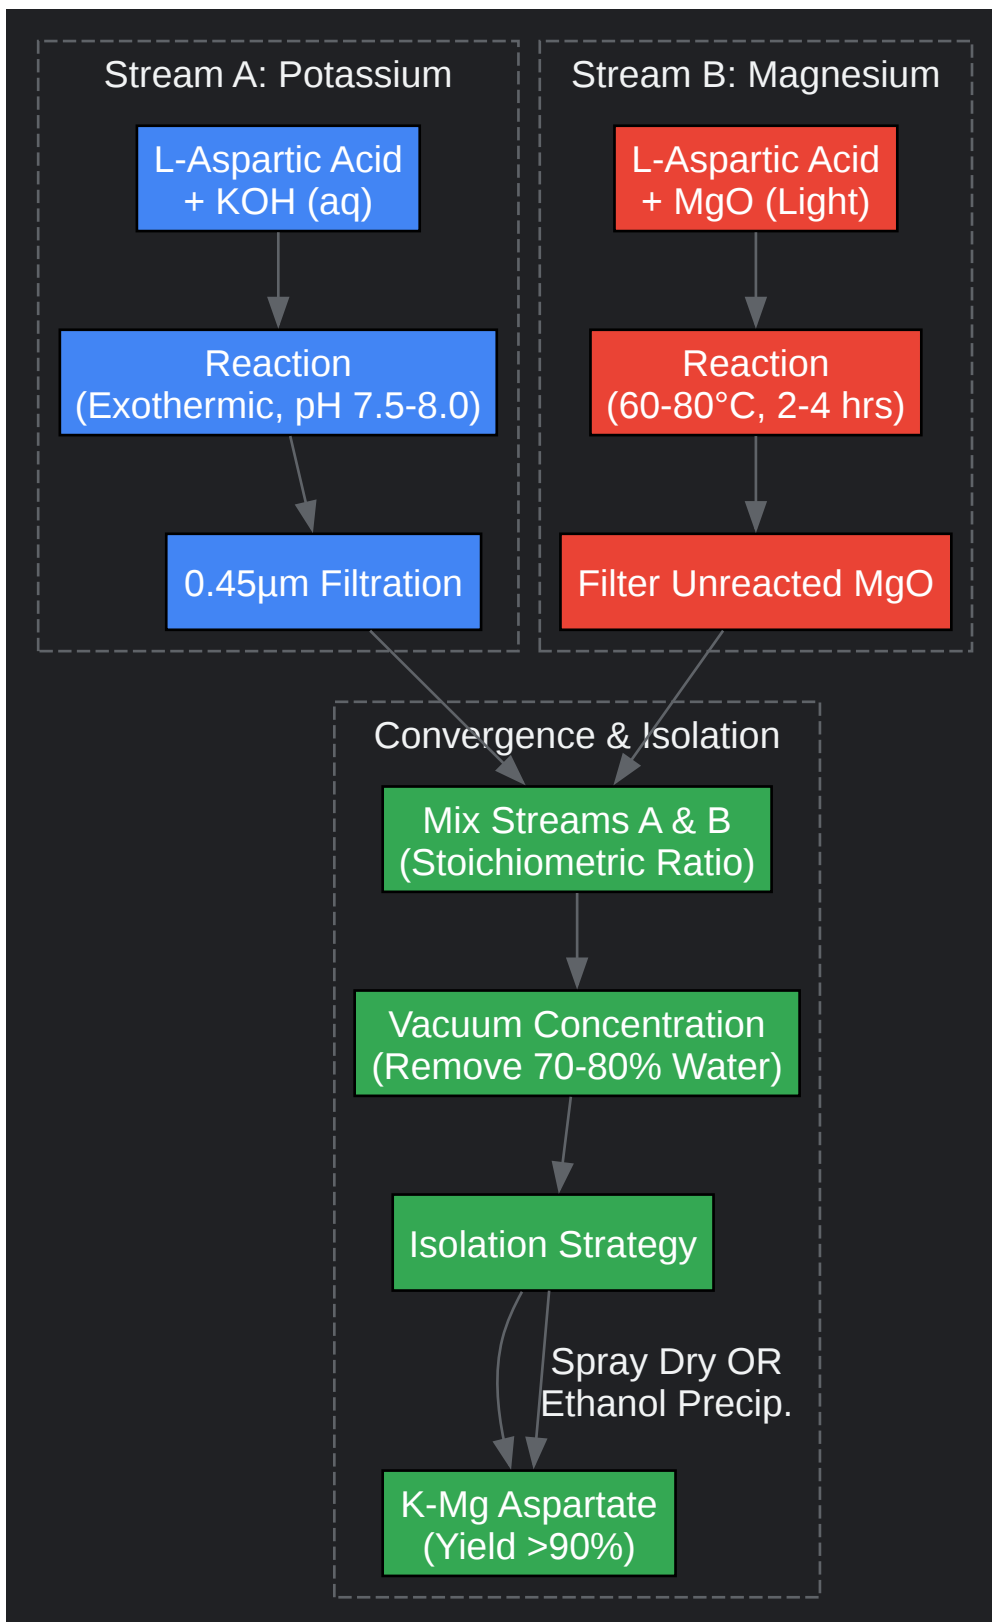 Stream A: Potassium
L-Aspartic Acid
+ KOH (aq)
Reaction
(Exothermic, pH 7.5-8.0)
0.45µm Filtration
Stream B: Magnesium
L-Aspartic Acid
+ MgO (Light)
Reaction
(60-80°C, 2-4 hrs)
Filter Unreacted MgO
Convergence & Isolation
Mix Streams A & B
(Stoichiometric Ratio)
Vacuum Concentration
(Remove 70-80% Water)
Isolation Strategy
Spray Dry OR
Ethanol Precip.
K-Mg Aspartate
(Yield >90%)